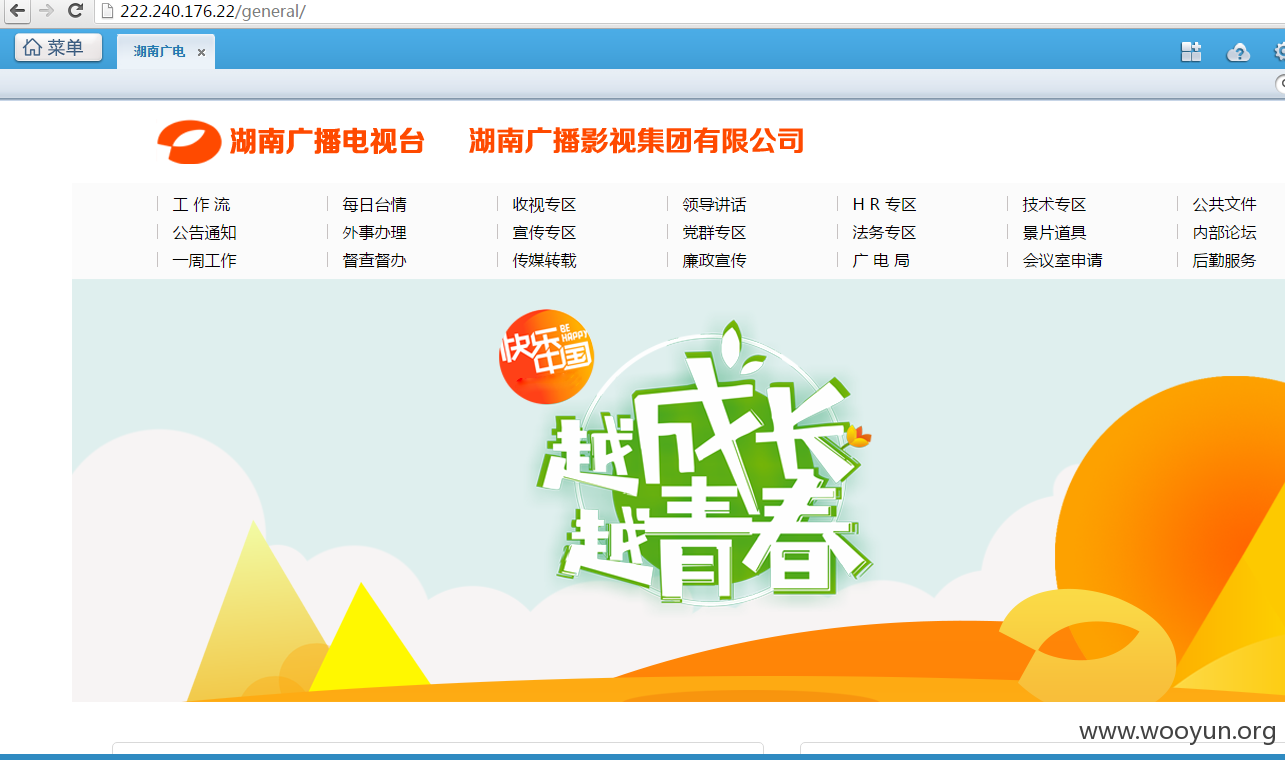 222.240.176.22/general/
菜单
湖南广电 ×
湖南广播电视台 湖南广播影视集团有限公司
工 作 流 每日台情 收视专区 领导讲话 H R 专区 技术专区 公共文件
公告通知 外事办理 宣传专区 党群专区 法务专区 景片道具 内部论坛
一周工作 督查督办 传媒转载 廉政宣传 广 电 局 会议室申请 后勤服务
快乐
BE
HAPPY
中国
越成长
越青春
www.wooyun.org